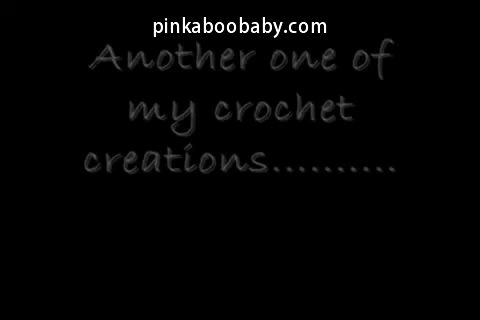 pinkaboobaby.com
Another one of
my crochet
creations..........